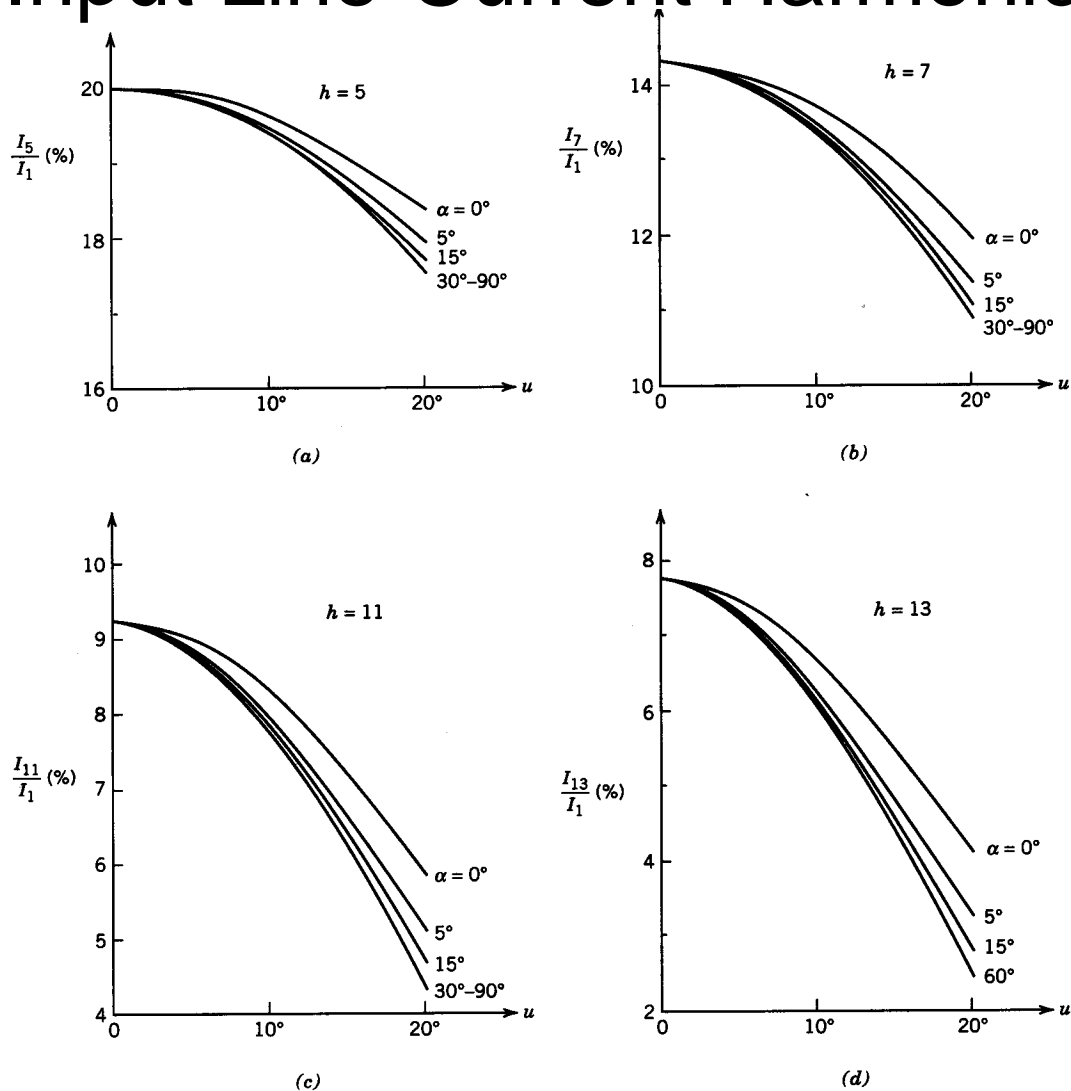 Input Line Current Harmonic
20
18
16
I5/I1 (%)
h = 5
α = 0°
5°
15°
30°–90°
0 10° 20° u
(a)
14
12
10
I7/I1 (%)
h = 7
α = 0°
5°
15°
30°–90°
0 10° 20° u
(b)
10
9
8
7
6
5
4
I11/I1 (%)
h = 11
α = 0°
5°
15°
30°–90°
0 10° 20° u
(c)
8
6
4
2
I13/I1 (%)
h = 13
α = 0°
5°
15°
60°
0 10° 20° u
(d)